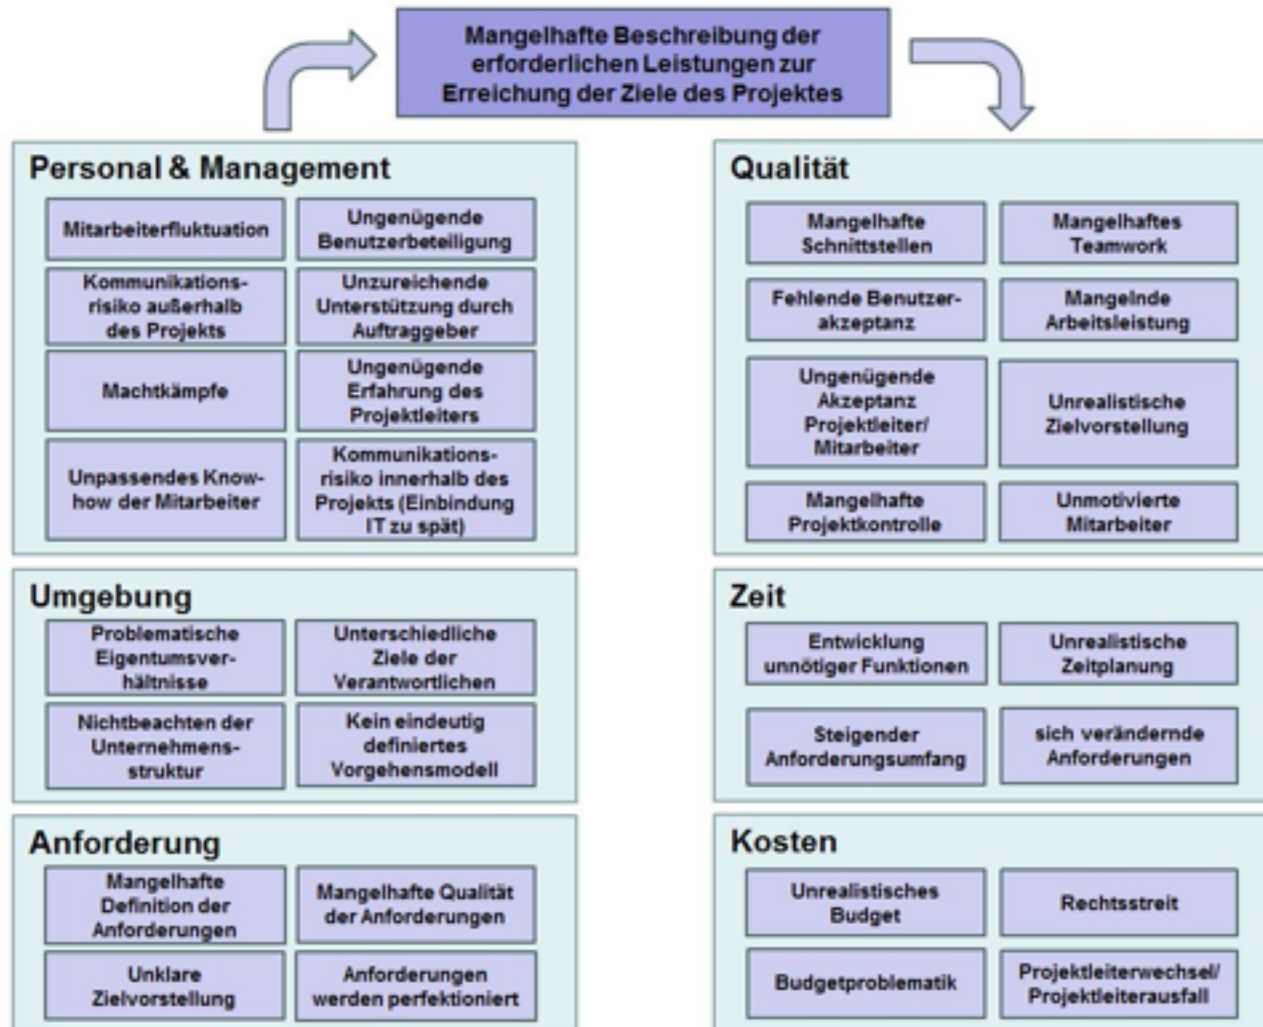 Mangelhafte Beschreibung der
erforderlichen Leistungen zur
Erreichung der Ziele des Projektes
Personal & Management
Mitarbeiterfluktuation
Ungenügende
Benutzerbeteiligung
Kommunikations-
risiko außerhalb
des Projekts
Unzureichende
Unterstützung durch
Auftraggeber
Machtkämpfe
Ungenügende
Erfahrung des
Projektleiters
Unpassendes Know-
how der Mitarbeiter
Kommunikations-
risiko innerhalb des
Projekts (Einbindung
IT zu spät)
Umgebung
Problematische
Eigentumsver-
hältnisse
Unterschiedliche
Ziele der
Verantwortlichen
Nichtbeachten der
Unternehmens-
struktur
Kein eindeutig
definiertes
Vorgehensmodell
Anforderung
Mangelhafte
Definition der
Anforderungen
Mangelhafte Qualität
der Anforderungen
Unklare
Zielvorstellung
Anforderungen
werden perfektioniert
Qualität
Mangelhafte
Schnittstellen
Mangelhaftes
Teamwork
Fehlende Benutzer-
akzeptanz
Mangelnde
Arbeitsleistung
Ungenügende
Akzeptanz
Projektleiter/
Mitarbeiter
Unrealistische
Zielvorstellung
Mangelhafte
Projektkontrolle
Unmotivierte
Mitarbeiter
Zeit
Entwicklung
unnötiger Funktionen
Unrealistische
Zeitplanung
Steigender
Anforderungsumfang
sich verändernde
Anforderungen
Kosten
Unrealistisches
Budget
Rechtsstreit
Budgetproblematik
Projektleiterwechsel/
Projektleiterausfall